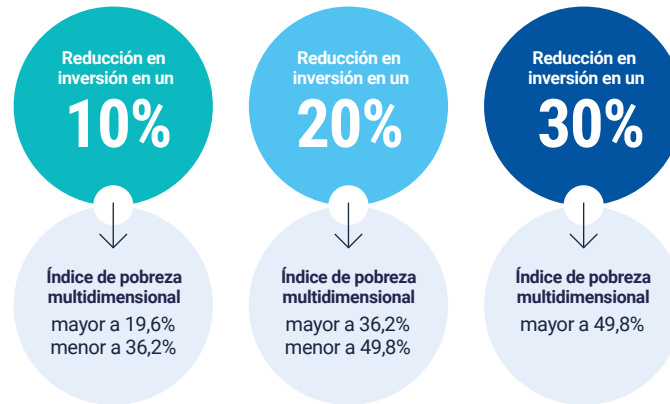 Reducción en
inversión en un
10%
Índice de pobreza
multidimensional
mayor a 19,6%
menor a 36,2%
Reducción en
inversión en un
20%
Índice de pobreza
multidimensional
mayor a 36,2%
menor a 49,8%
Reducción en
inversión en un
30%
Índice de pobreza
multidimensional
mayor a 49,8%